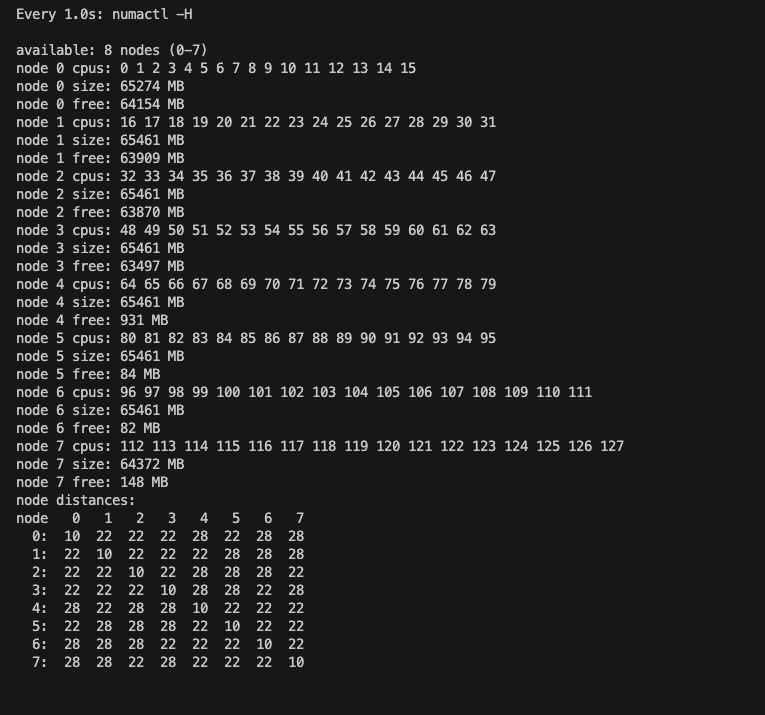 Every 1.0s: numactl -H
available: 8 nodes (0-7)
node 0 cpus: 0 1 2 3 4 5 6 7 8 9 10 11 12 13 14 15
node 0 size: 65274 MB
node 0 free: 64154 MB
node 1 cpus: 16 17 18 19 20 21 22 23 24 25 26 27 28 29 30 31
node 1 size: 65461 MB
node 1 free: 63909 MB
node 2 cpus: 32 33 34 35 36 37 38 39 40 41 42 43 44 45 46 47
node 2 size: 65461 MB
node 2 free: 63870 MB
node 3 cpus: 48 49 50 51 52 53 54 55 56 57 58 59 60 61 62 63
node 3 size: 65461 MB
node 3 free: 63497 MB
node 4 cpus: 64 65 66 67 68 69 70 71 72 73 74 75 76 77 78 79
node 4 size: 65461 MB
node 4 free: 931 MB
node 5 cpus: 80 81 82 83 84 85 86 87 88 89 90 91 92 93 94 95
node 5 size: 65461 MB
node 5 free: 84 MB
node 6 cpus: 96 97 98 99 100 101 102 103 104 105 106 107 108 109 110 111
node 6 size: 65461 MB
node 6 free: 82 MB
node 7 cpus: 112 113 114 115 116 117 118 119 120 121 122 123 124 125 126 127
node 7 size: 64372 MB
node 7 free: 148 MB
node distances:
node   0   1   2   3   4   5   6   7
  0:  10  22  22  22  28  22  28  28
  1:  22  10  22  22  22  28  28  28
  2:  22  22  10  22  28  28  28  22
  3:  22  22  22  10  28  28  22  28
  4:  28  22  28  28  10  22  22  22
  5:  22  28  28  28  22  10  22  22
  6:  28  28  28  22  22  22  10  22
  7:  28  28  22  28  22  22  22  10